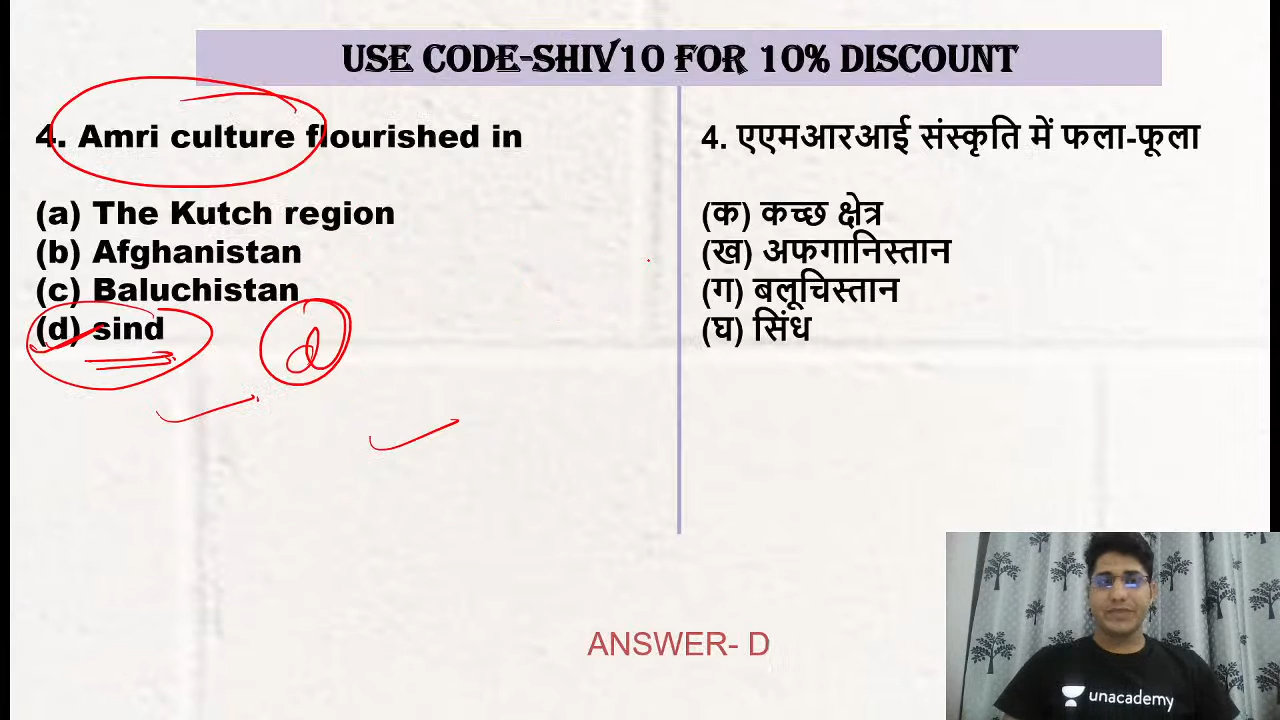 USE CODE-SHIV10 FOR 10% DISCOUNT
4. Amri culture flourished in
(a) The Kutch region
(b) Afghanistan
(c) Baluchistan
(d) sind
d
4. एएमआरआई संस्कृति में फला-फूला
(क) कच्छ क्षेत्र
(ख) अफगानिस्तान
(ग) बलूचिस्तान
(घ) सिंध
ANSWER- D
unacademy